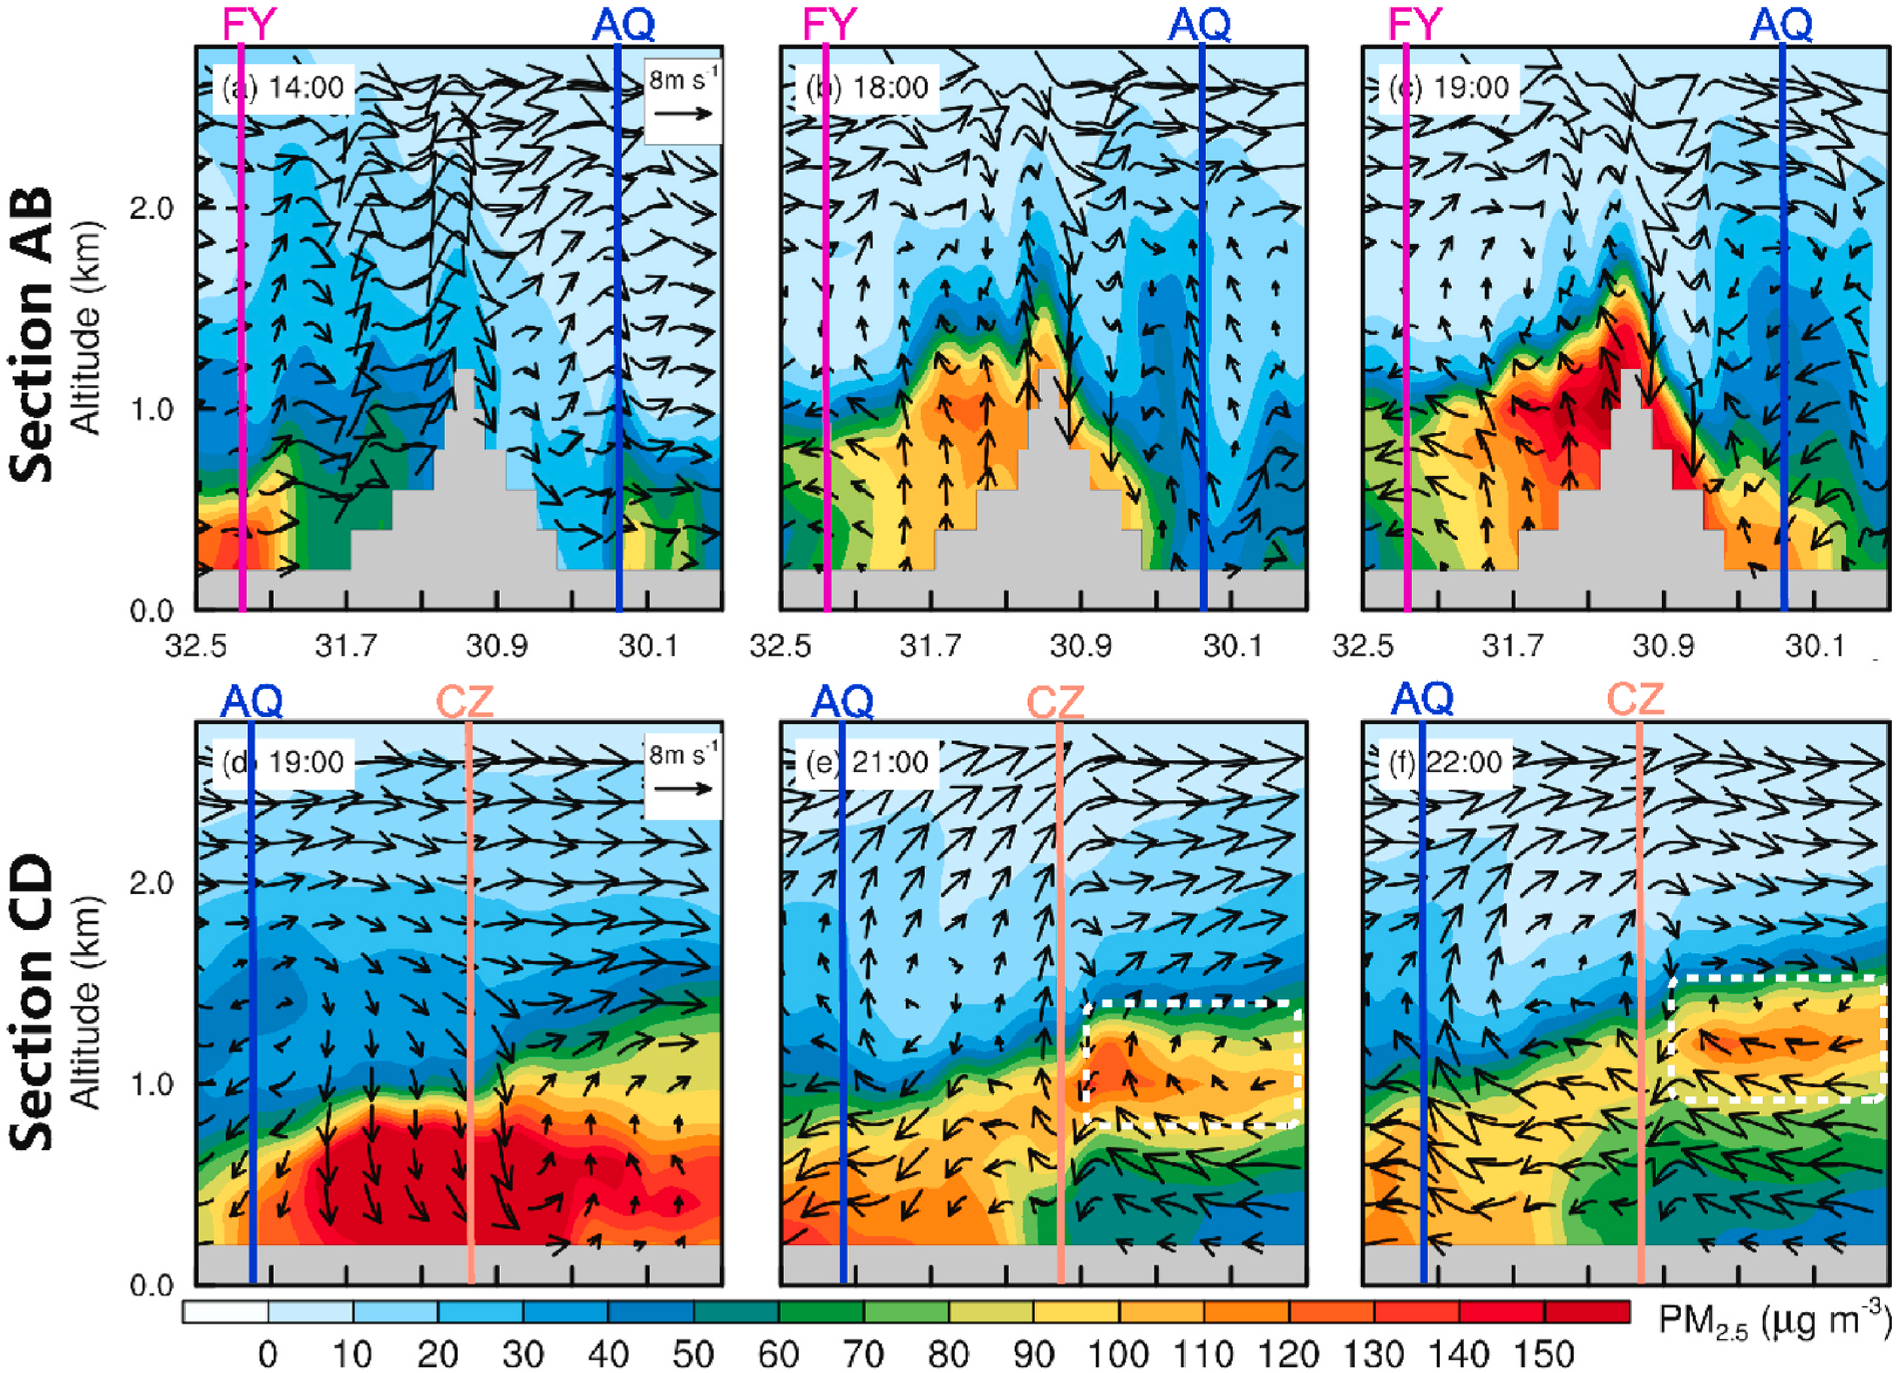 FY AQ FY AQ FY AQ
(a) 14:00 8m s⁻¹ (b) 18:00 (c) 19:00
Section AB
Altitude (km)
2.0
1.0
0.0
32.5 31.7 30.9 30.1 32.5 31.7 30.9 30.1 32.5 31.7 30.9 30.1
AQ CZ AQ CZ AQ CZ
(d) 19:00 8m s⁻¹ (e) 21:00 (f) 22:00
Section CD
Altitude (km)
2.0
1.0
0.0
PM₂.₅ (μg m⁻³)
0 10 20 30 40 50 60 70 80 90 100 110 120 130 140 150